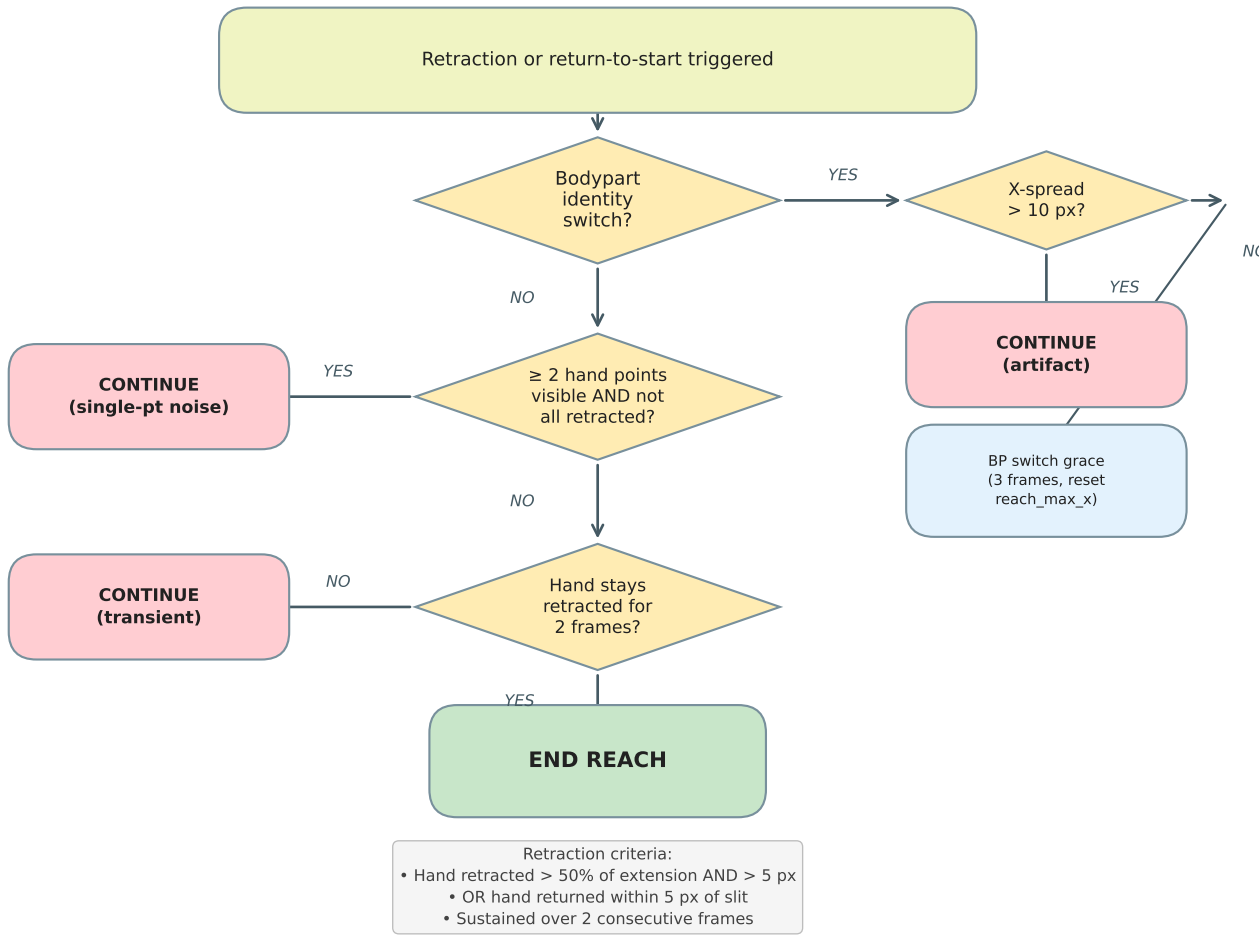 Retraction or return-to-start triggered
Bodypart
identity
switch?
YES
X-spread
> 10 px?
NO
YES
NO
CONTINUE
(artifact)
YES
CONTINUE
(single-pt noise)
≥ 2 hand points
visible AND not
all retracted?
BP switch grace
(3 frames, reset
reach_max_x)
NO
NO
CONTINUE
(transient)
Hand stays
retracted for
2 frames?
YES
END REACH
Retraction criteria:
• Hand retracted > 50% of extension AND > 5 px
• OR hand returned within 5 px of slit
• Sustained over 2 consecutive frames